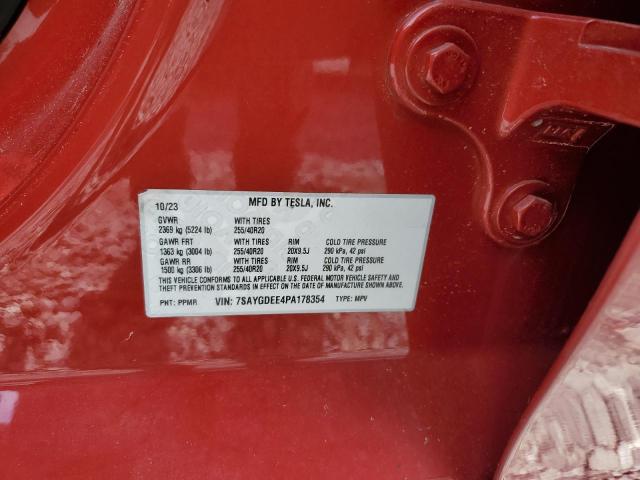 10/23 MFD BY TESLA, INC.
GVWR WITH TIRES
2369 kg (5224 lb) 255/40R20
GAWR FRT WITH TIRES RIM COLD TIRE PRESSURE
1363 kg (3004 lb) 255/40R20 20X9.5J 290 kPa, 42 psi
GAWR RR WITH TIRES RIM COLD TIRE PRESSURE
1500 kg (3306 lb) 255/40R20 20X9.5J 290 kPa, 42 psi
THIS VEHICLE CONFORMS TO ALL APPLICABLE U.S. FEDERAL MOTOR VEHICLE SAFETY AND
THEFT PREVENTION STANDARDS IN EFFECT ON THE DATE OF MANUFACTURE SHOWN ABOVE.
PNT: PPMR VIN: 7SAYGDEE4PA178354 TYPE: MPV